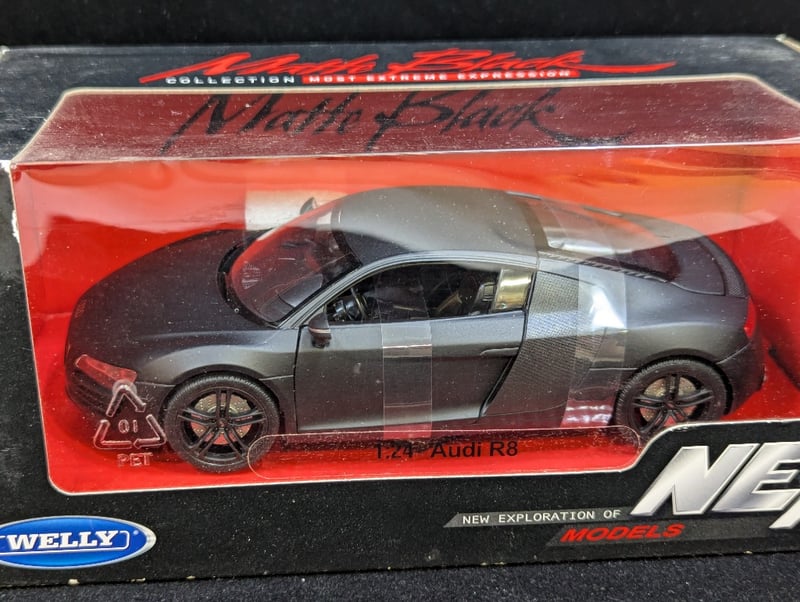 Matte Black
COLLECTION MOST EXTREME EXPRESSION
Matte Black
01
PET
1:24 Audi R8
NEW EXPLORATION OF
MODELS
WELLY